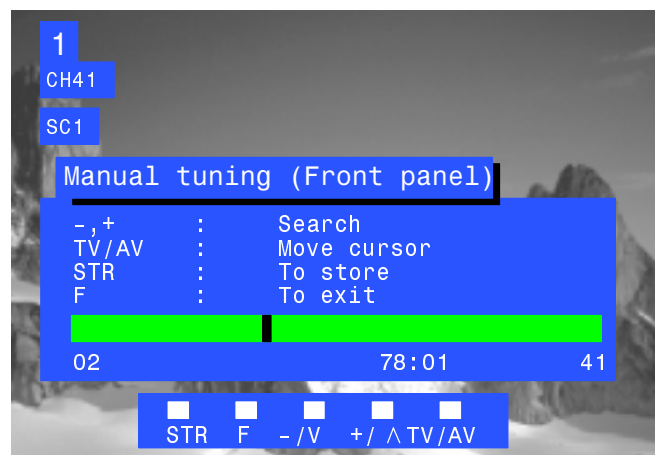 1
CH41
SC1
Manual tuning (Front panel)
-,+ : Search
TV/AV : Move cursor
STR : To store
F : To exit
02 78:01 41
STR F -/V +/ΛTV/AV